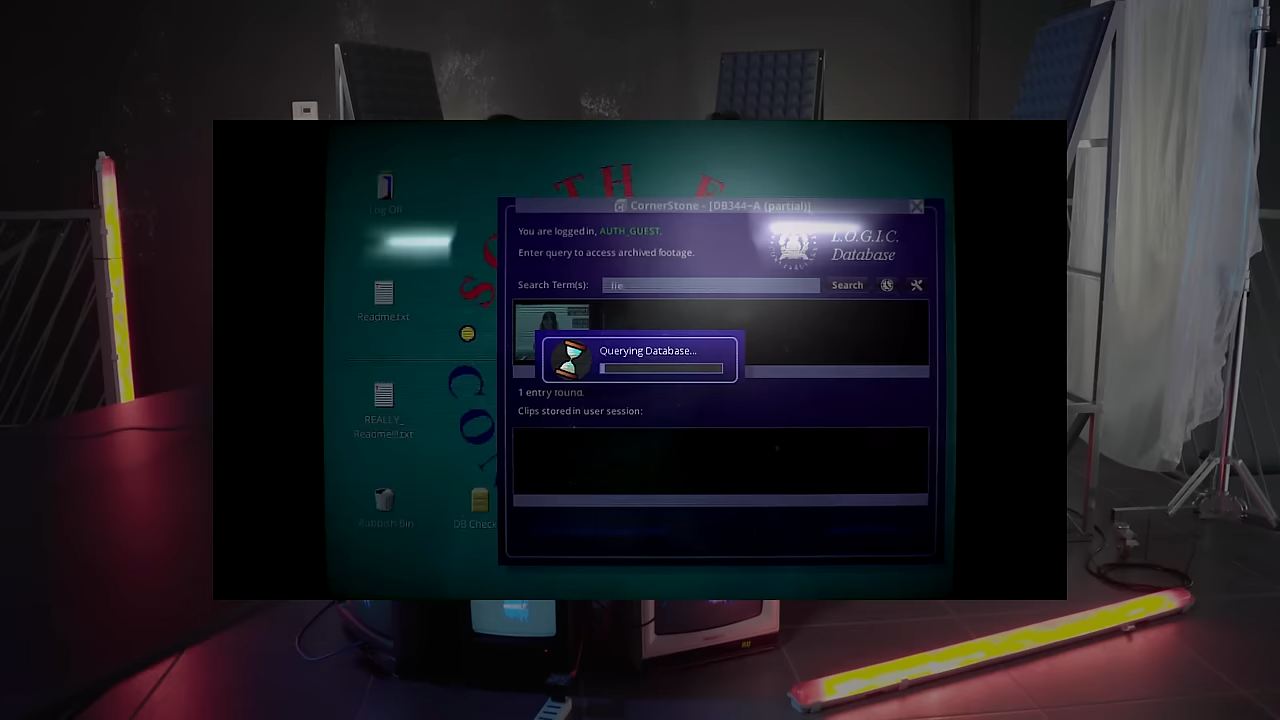 THE
CornerStone - [DB344-A (partial)]
Log Off
You are logged in, AUTH_GUEST.
Enter query to access archived footage.
L.O.G.I.C.
Database
Search Term(s):
lie
Search
Readme.txt
Querying Database...
1 entry found.
Clips stored in user session:
REALLY_
Readme!!!.txt
Rubbish Bin
DB Check